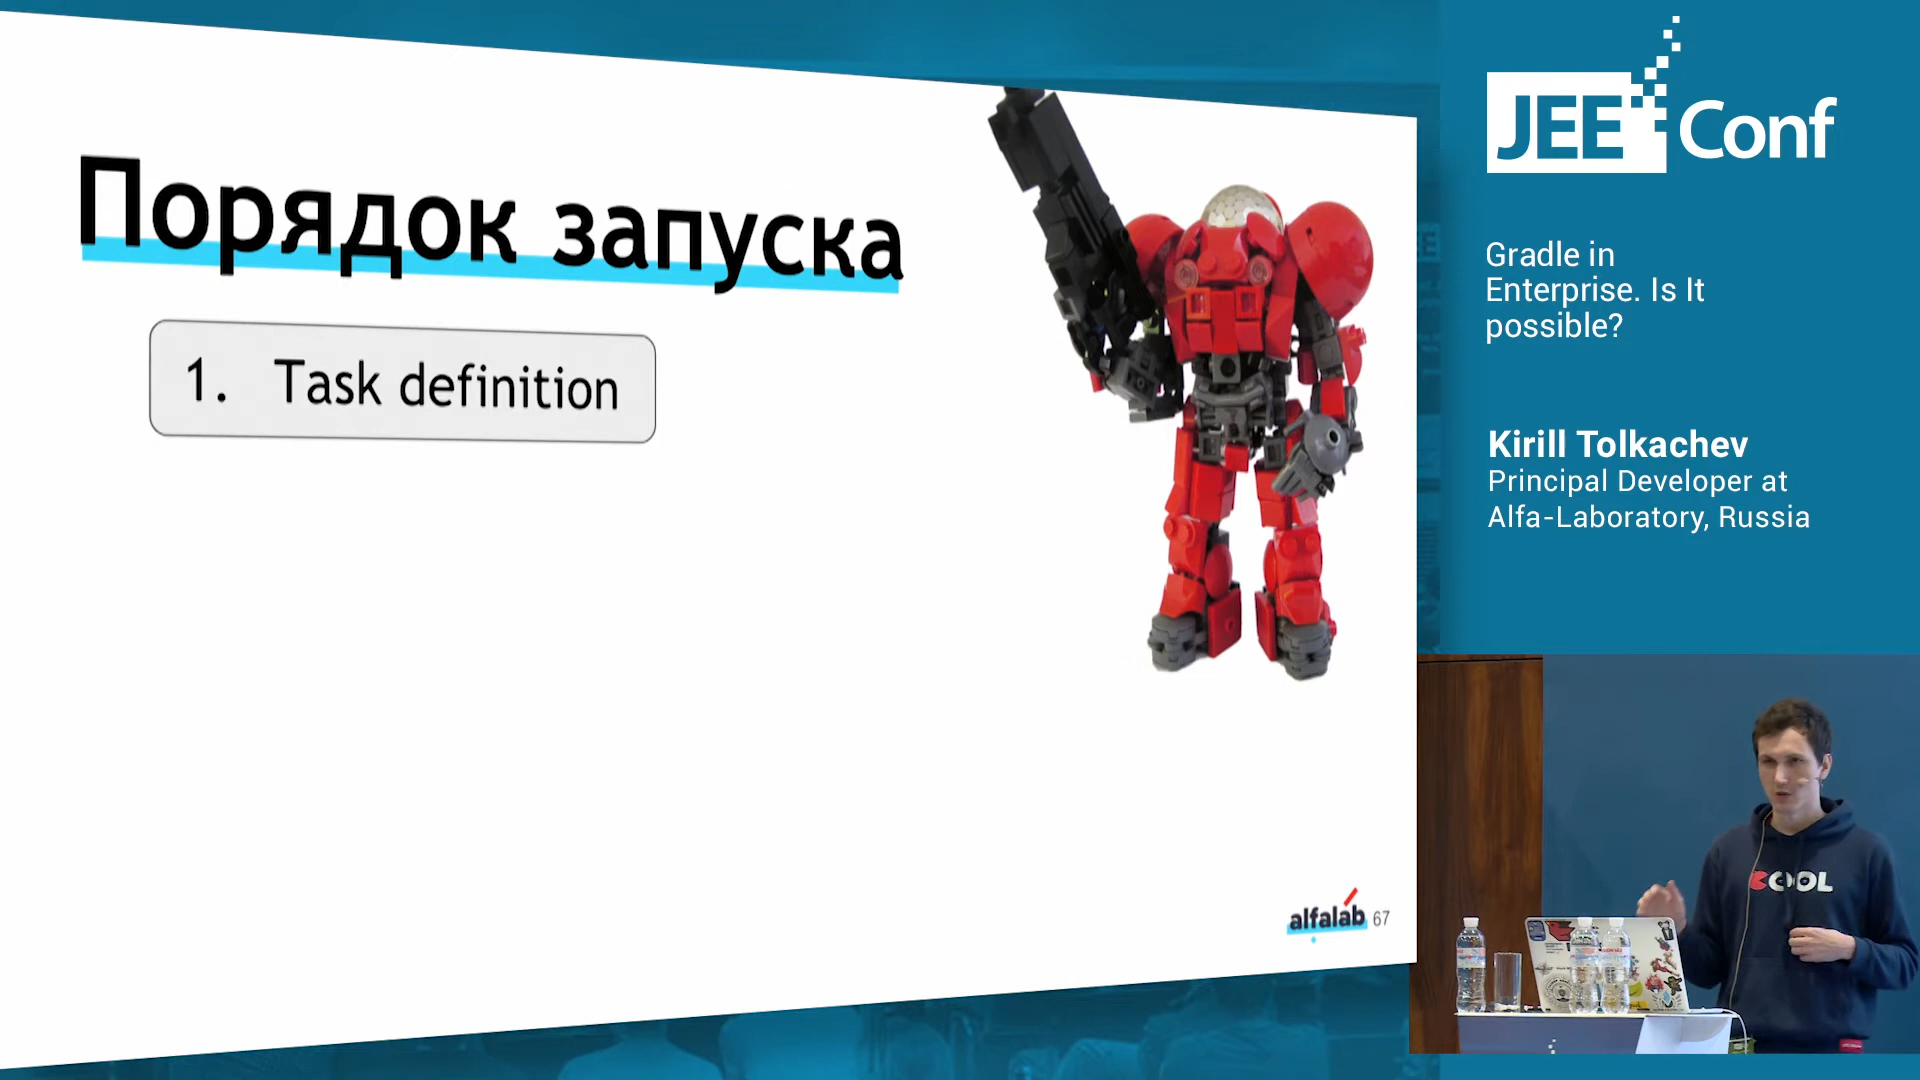 Порядок запуска
1. Task definition
alfalab 67
JEE Conf
Gradle in
Enterprise. Is It
possible?
Kirill Tolkachev
Principal Developer at
Alfa-Laboratory, Russia
COOL